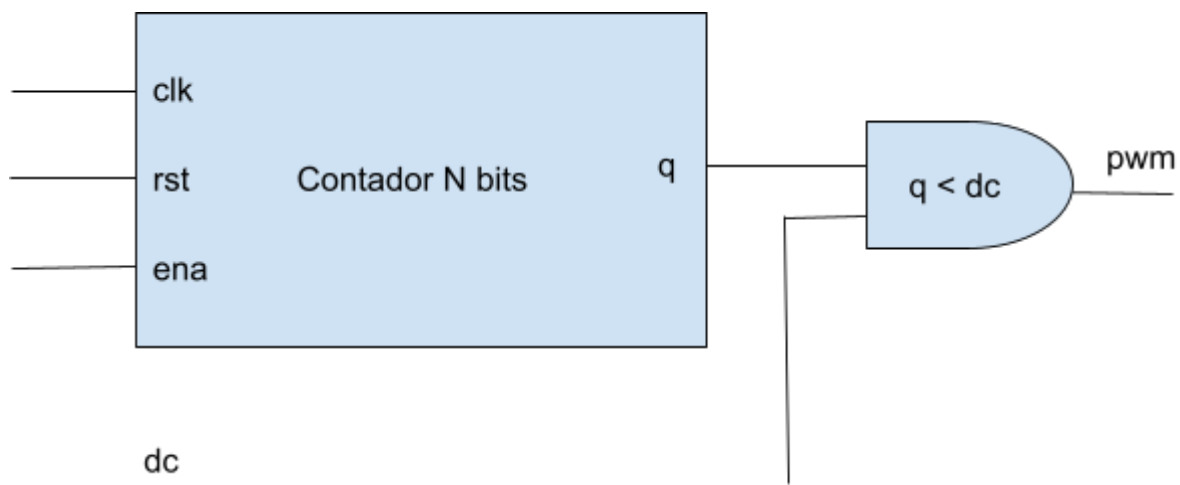 clk
rst
ena
Contador N bits
q
q < dc
pwm
dc